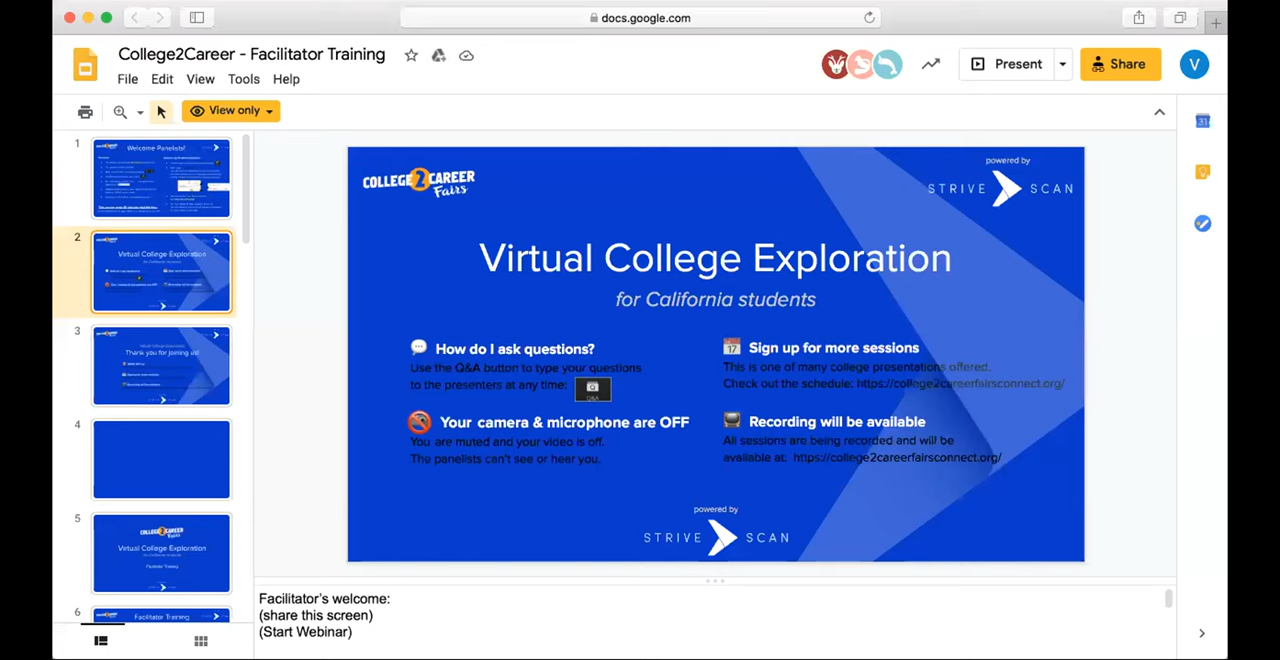 docs.google.com
College2Career - Facilitator Training
File Edit View Tools Help
Present
Share
V
View only
31
1
Welcome Panelists!
2
Virtual College Exploration
3
Thank you for joining us!
4
5
COLLEGE2CAREER
Virtual College Exploration
Facilitator Training
6
Facilitator Training
COLLEGE2CAREER
Fairs
powered by
STRIVE SCAN
Virtual College Exploration
for California students
How do I ask questions?
Use the Q&A button to type your questions
to the presenters at any time:
Q&A
17
Sign up for more sessions
This is one of many college presentations offered.
Check out the schedule: https://college2careerfairsconnect.org/
Your camera & microphone are OFF
You are muted and your video is off.
The panelists can't see or hear you.
Recording will be available
All sessions are being recorded and will be
available at: https://college2careerfairsconnect.org/
powered by
STRIVE SCAN
Facilitator's welcome:
(share this screen)
(Start Webinar)